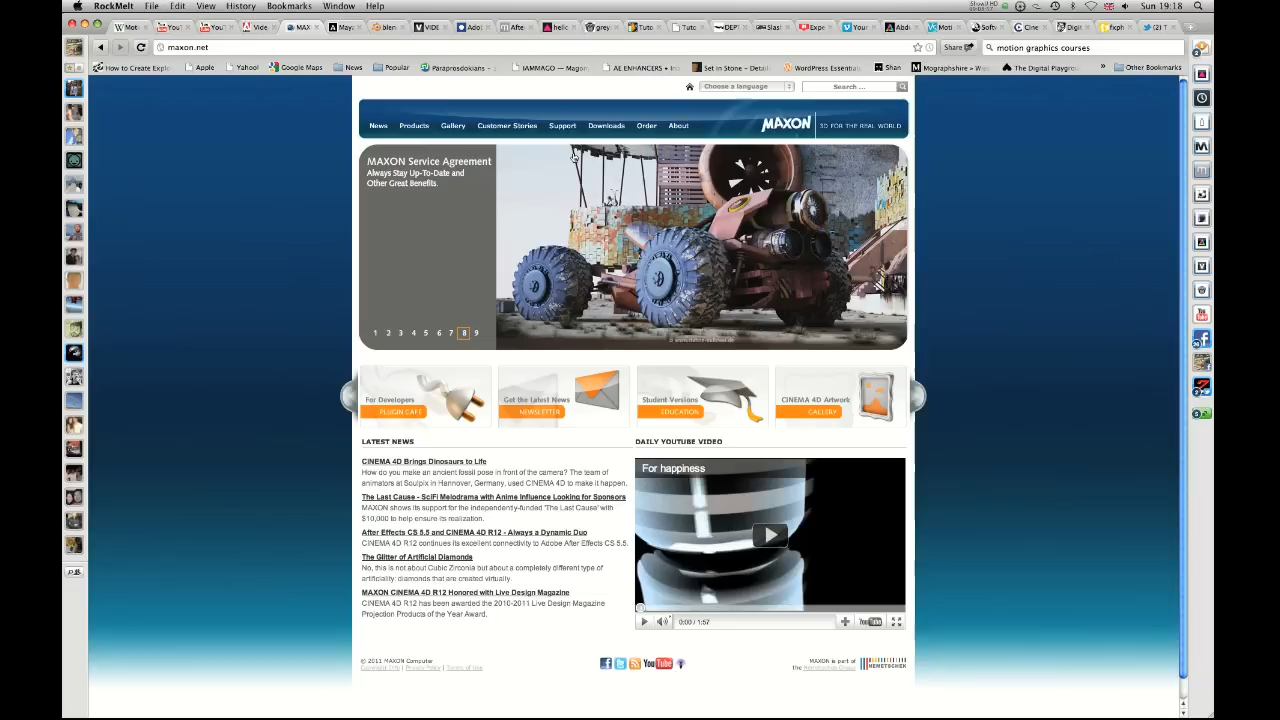 RockMelt File Edit View History Bookmarks Window Help
Sun 19:18
maxon.net
Share
motion graphics courses
How to Create Explo
Apple
Yahoo!
Google Maps
News
Popular
Paraprosdokians
IAMMAGO — Magom
AE ENHANCERS
Set in Stone – Detail
WordPress Essentials
Shan
Mographshire
The Digital Playgrou
Other Bookmarks
Choose a language
Search ...
News Products Gallery Customer Stories Support Downloads Order About
MAXON 3D FOR THE REAL WORLD
MAXON Service Agreement
Always Stay Up-To-Date and
Other Great Benefits.
1 2 3 4 5 6 7 8 9
For Developers
PLUGIN CAFE
Get the Latest News
NEWSLETTER
Student Versions
EDUCATION
CINEMA 4D Artwork
GALLERY
LATEST NEWS
CINEMA 4D Brings Dinosaurs to Life
How do you make an ancient fossil pose in front of the camera? The team of
animators at Soulpix in Hannover, Germany, used CINEMA 4D to make it happen.
The Last Cause - SciFi Melodrama with Anime Influence Looking for Sponsors
MAXON shows its support for the independently-funded 'The Last Cause' with
$10,000 to help ensure its realization.
After Effects CS 5.5 and CINEMA 4D R12 - Always a Dynamic Duo
CINEMA 4D R12 continues its excellent connectivity to Adobe After Effects CS 5.5.
The Glitter of Artificial Diamonds
No, this is not about Cubic Zirconia but about a completely different type of
artificiality: diamonds that are created virtually.
MAXON CINEMA 4D R12 Honored with Live Design Magazine
CINEMA 4D R12 has been awarded the 2010-2011 Live Design Magazine
Projection Products of the Year Award.
DAILY YOUTUBE VIDEO
For happiness
0:00 / 1:57
YouTube
© 2011 MAXON Computer
Copyright Info | Privacy Policy | Terms of Use
YouTube
MAXON is part of
the Nemetschek Group
NEMETSCHEK